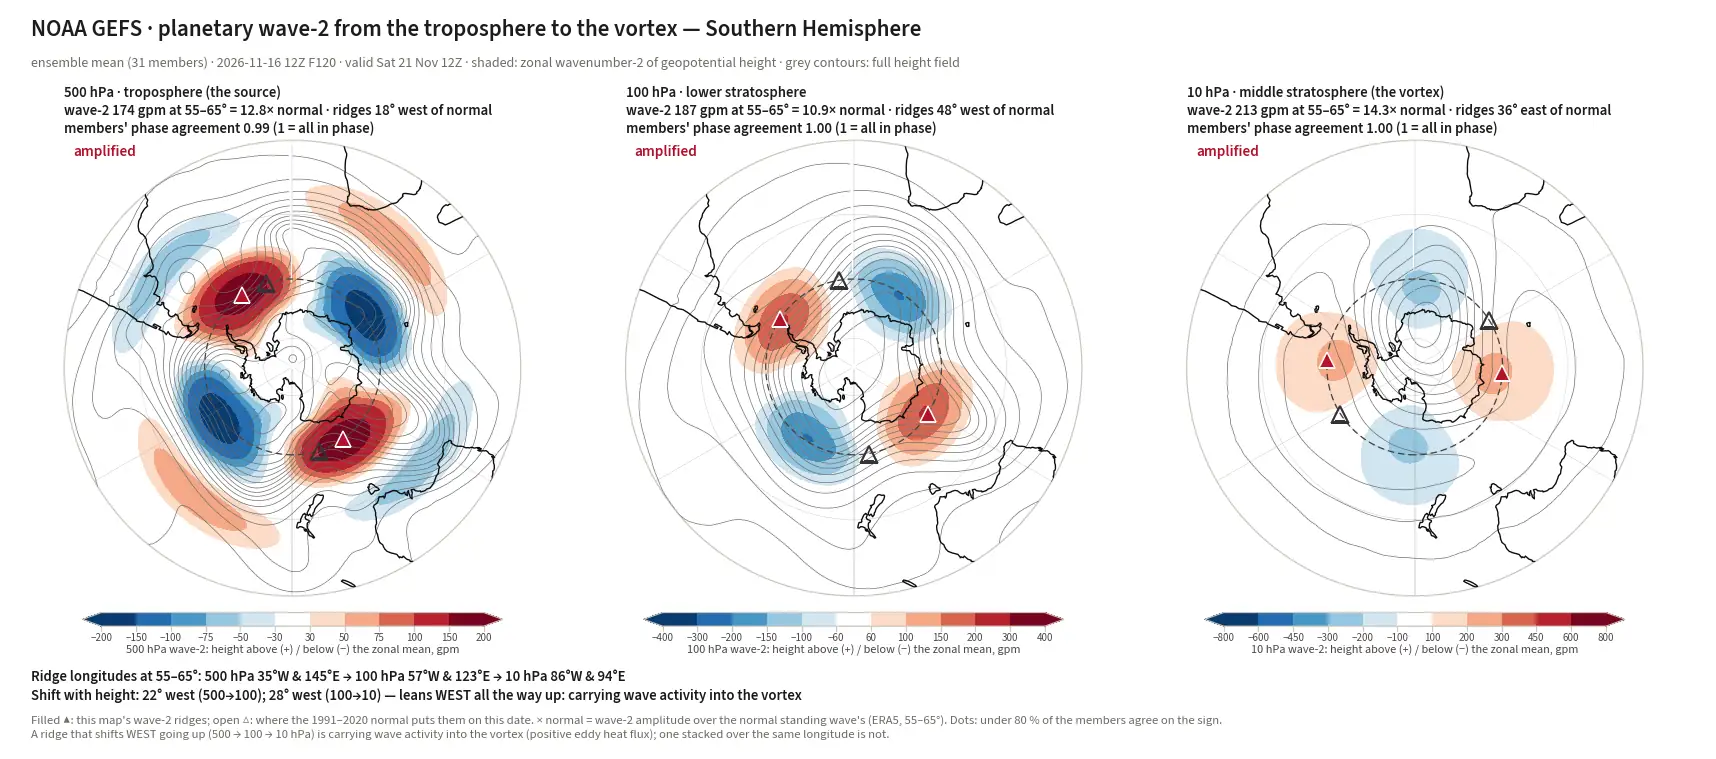 NOAA GEFS · planetary wave-2 from the troposphere to the vortex — Southern Hemisphere
ensemble mean (31 members) · 2026-11-16 12Z F120 · valid Sat 21 Nov 12Z · shaded: zonal wavenumber-2 of geopotential height · grey contours: full height field
500 hPa · troposphere (the source)
wave-2 174 gpm at 55–65° = 12.8× normal · ridges 18° west of normal
members' phase agreement 0.99 (1 = all in phase)
amplified
100 hPa · lower stratosphere
wave-2 187 gpm at 55–65° = 10.9× normal · ridges 48° west of normal
members' phase agreement 1.00 (1 = all in phase)
amplified
10 hPa · middle stratosphere (the vortex)
wave-2 213 gpm at 55–65° = 14.3× normal · ridges 36° east of normal
members' phase agreement 1.00 (1 = all in phase)
amplified
−200 −150 −100 −75 −50 −30 30 50 75 100 150 200
500 hPa wave-2: height above (+) / below (−) the zonal mean, gpm
−400 −300 −200 −150 −100 −60 60 100 150 200 300 400
100 hPa wave-2: height above (+) / below (−) the zonal mean, gpm
−800 −600 −450 −300 −200 −100 100 200 300 450 600 800
10 hPa wave-2: height above (+) / below (−) the zonal mean, gpm
Ridge longitudes at 55–65°: 500 hPa 35°W & 145°E → 100 hPa 57°W & 123°E → 10 hPa 86°W & 94°E
Shift with height: 22° west (500→100); 28° west (100→10) — leans WEST all the way up: carrying wave activity into the vortex
Filled ▲: this map's wave-2 ridges; open △: where the 1991–2020 normal puts them on this date. × normal = wave-2 amplitude over the normal standing wave's (ERA5, 55–65°). Dots: under 80 % of the members agree on the sign.
A ridge that shifts WEST going up (500 → 100 → 10 hPa) is carrying wave activity into the vortex (positive eddy heat flux); one stacked over the same longitude is not.